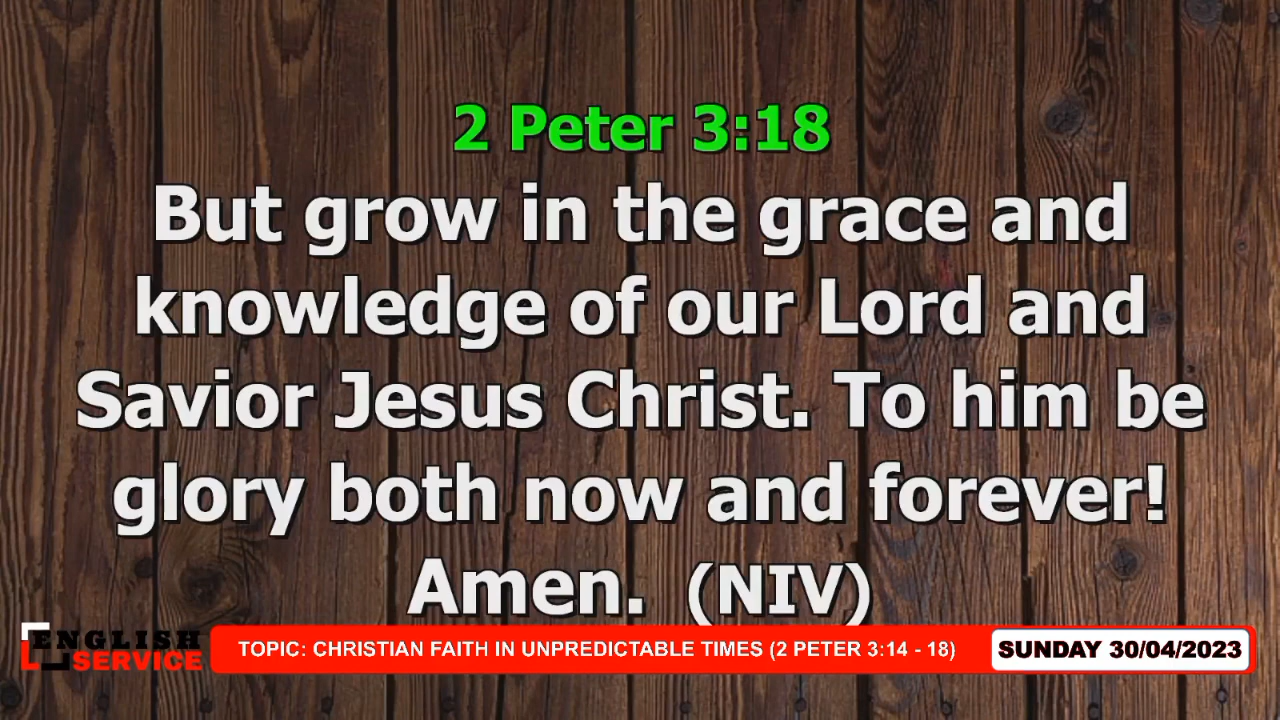 2 Peter 3:18
But grow in the grace and
knowledge of our Lord and
Savior Jesus Christ. To him be
glory both now and forever!
Amen. (NIV)
ENGLISH
SERVICE
TOPIC: CHRISTIAN FAITH IN UNPREDICTABLE TIMES (2 PETER 3:14 - 18)
SUNDAY 30/04/2023